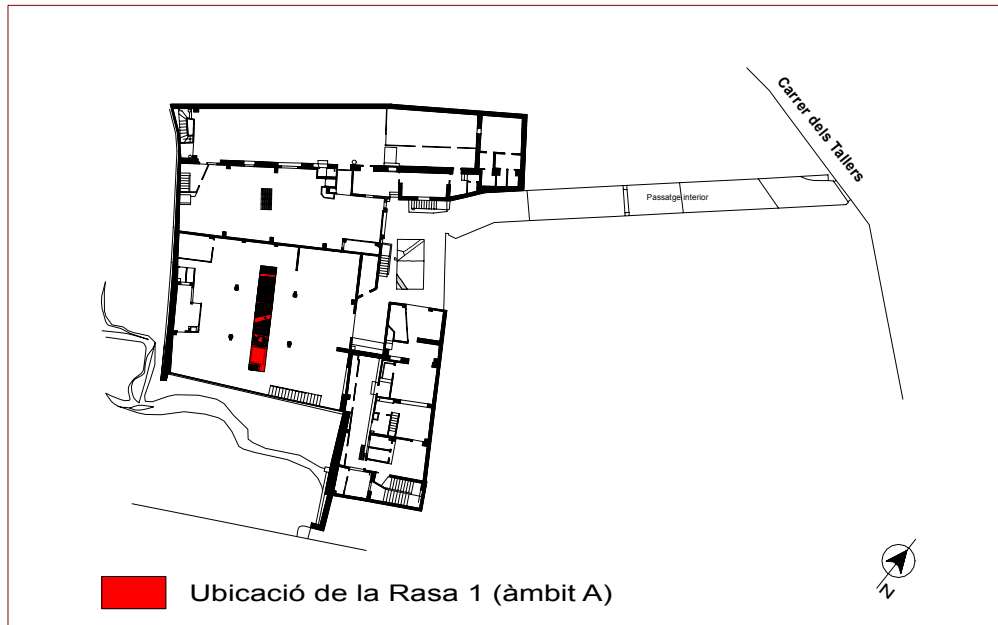 Carrer dels Tallers
Passatge interior
N
Ubicació de la Rasa 1 (àmbit A)